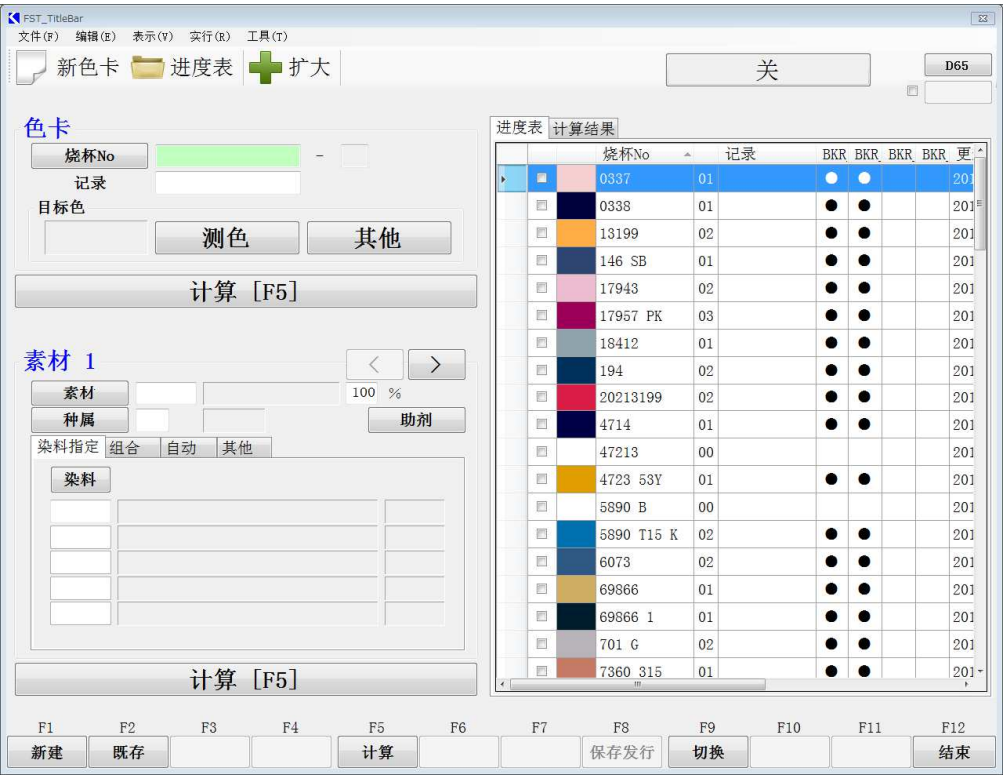 FST_TitleBar
文件(F) 编辑(E) 表示(V) 实行(R) 工具(T)
新色卡 进度表 扩大 关 D65
色卡
烧杯No -
记录
目标色
测色 其他
计算 [F5]
素材 1 < >
素材 100 %
种属 助剂
染料指定 组合 自动 其他
染料
计算 [F5]
进度表 计算结果
烧杯No 记录 BKR_ BKR_ BKR_ BKR_ 更
0337 01 ● ● 201
0338 01 ● ● 201
13199 02 ● ● 201
146 SB 01 ● ● 201
17943 02 ● ● 201
17957 PK 03 ● ● 201
18412 01 ● ● 201
194 02 ● ● 201
20213199 02 ● ● 201
4714 01 ● ● 201
47213 00 201
4723 53Y 01 ● ● 201
5890 B 00 201
5890 T15 K 02 ● ● 201
6073 02 ● ● 201
69866 01 ● ● 201
69866 1 01 ● ● 201
701 G 02 ● ● 201
7360 315 01 ● ● 201
F1 F2 F3 F4 F5 F6 F7 F8 F9 F10 F11 F12
新建 既存 计算 保存发行 切换 结束